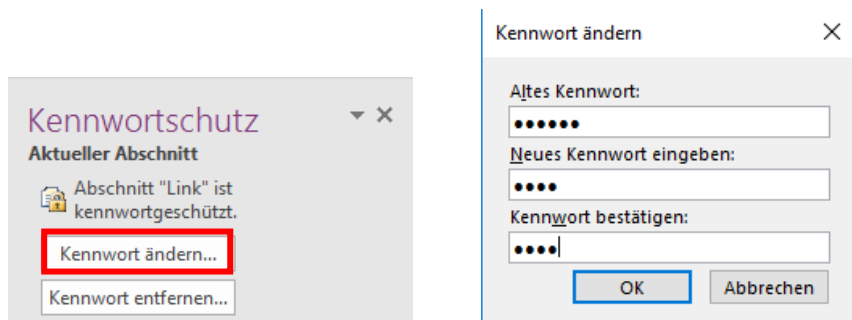 Kennwortschutz
Aktueller Abschnitt
Abschnitt "Link" ist
kennwortgeschützt.
Kennwort ändern...
Kennwort entfernen...
Kennwort ändern
Altes Kennwort:
●●●●●●
Neues Kennwort eingeben:
●●●●
Kennwort bestätigen:
●●●●
OK Abbrechen